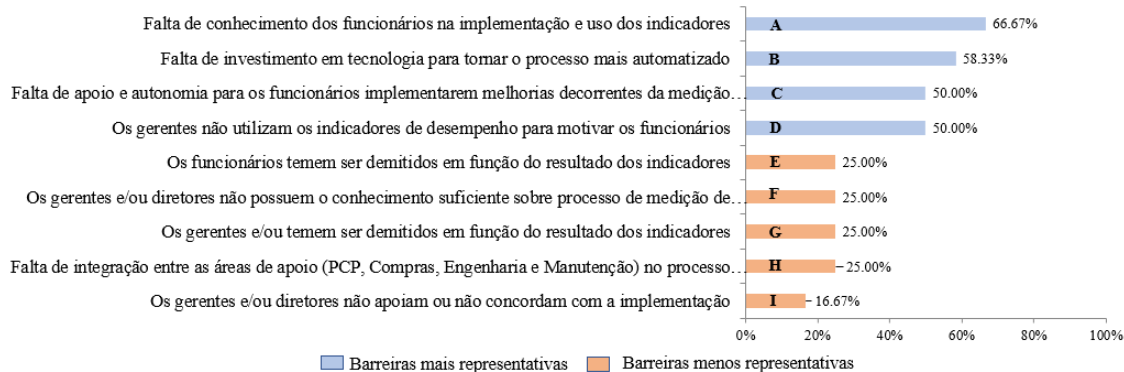 Falta de conhecimento dos funcionários na implementação e uso dos indicadores A 66.67%
Falta de investimento em tecnologia para tornar o processo mais automatizado B 58.33%
Falta de apoio e autonomia para os funcionários implementarem melhorias decorrentes da medição… C 50.00%
Os gerentes não utilizam os indicadores de desempenho para motivar os funcionários D 50.00%
Os funcionários temem ser demitidos em função do resultado dos indicadores E 25.00%
Os gerentes e/ou diretores não possuem o conhecimento suficiente sobre processo de medição de… F 25.00%
Os gerentes e/ou temem ser demitidos em função do resultado dos indicadores G 25.00%
Falta de integração entre as áreas de apoio (PCP, Compras, Engenharia e Manutenção) no processo… H 25.00%
Os gerentes e/ou diretores não apoiam ou não concordam com a implementação I 16.67%
0% 20% 40% 60% 80% 100%
Barreiras mais representativas Barreiras menos representativas